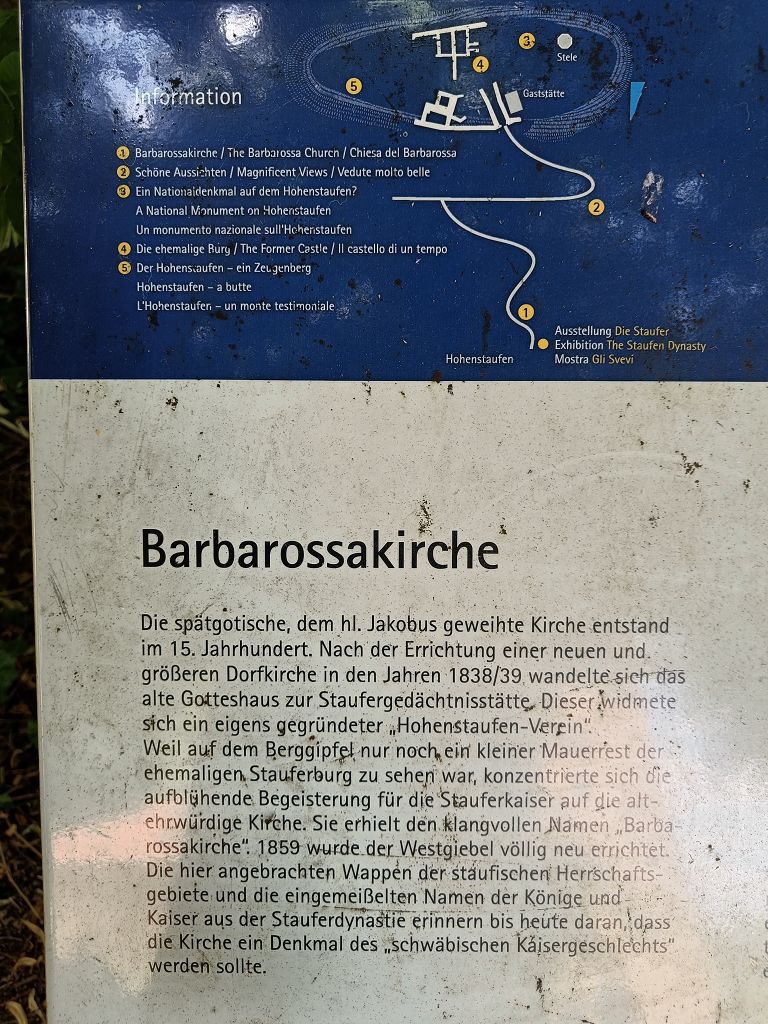 Information
1 Barbarossakirche / The Barbarossa Church / Chiesa del Barbarossa
2 Schöne Aussichten / Magnificent Views / Vedute molto belle
3 Ein Nationaldenkmal auf dem Hohenstaufen?
A National Monument on Hohenstaufen
Un monumento nazionale sull'Hohenstaufen
4 Die ehemalige Burg / The Former Castle / Il castello di un tempo
5 Der Hohenstaufen – ein Zeugenberg
Hohenstaufen – a butte
L'Hohenstaufen – un monte testimoniale
3
Stele
4
5
Gaststätte
2
1
Hohenstaufen
Ausstellung Die Staufer
Exhibition The Staufen Dynasty
Mostra Gli Svevi
Barbarossakirche
Die spätgotische, dem hl. Jakobus geweihte Kirche entstand
im 15. Jahrhundert. Nach der Errichtung einer neuen und
größeren Dorfkirche in den Jahren 1838/39 wandelte sich das
alte Gotteshaus zur Staufergedächtnisstätte. Dieser widmete
sich ein eigens gegründeter „Hohenstaufen-Verein“.
Weil auf dem Berggipfel nur noch ein kleiner Mauerrest der
ehemaligen Stauferburg zu sehen war, konzentrierte sich die
aufblühende Begeisterung für die Stauferkaiser auf die alt-
ehrwürdige Kirche. Sie erhielt den klangvollen Namen „Barba-
rossakirche“. 1859 wurde der Westgiebel völlig neu errichtet.
Die hier angebrachten Wappen der staufischen Herrschafts-
gebiete und die eingemeißelten Namen der Könige und
Kaiser aus der Stauferdynastie erinnern bis heute daran, dass
die Kirche ein Denkmal des „schwäbischen Kaisergeschlechts“
werden sollte.